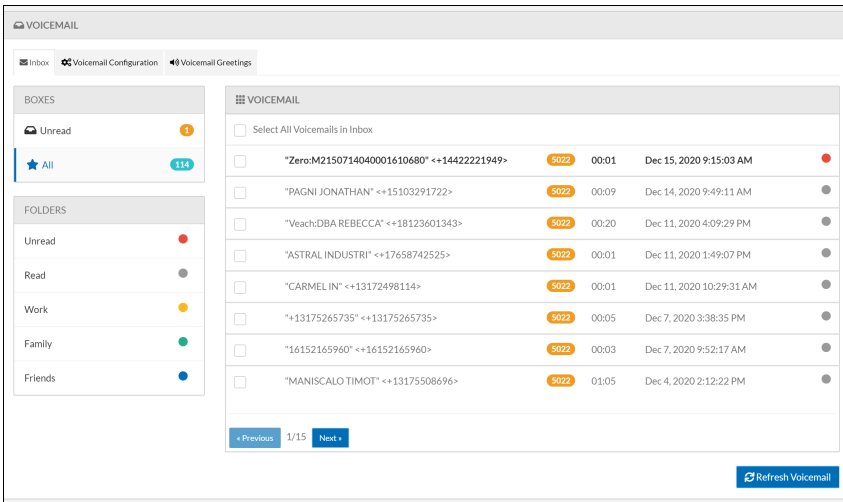 VOICEMAIL
Inbox Voicemail Configuration Voicemail Greetings
BOXES
Unread 1
All 114
FOLDERS
Unread
Read
Work
Family
Friends
VOICEMAIL
Select All Voicemails in Inbox
"Zero:M2150714040001610680" <+14422221949> 5022 00:01 Dec 15, 2020 9:15:03 AM
"PAGNI JONATHAN" <+15103291722> 5022 00:09 Dec 14, 2020 9:49:11 AM
"Veach:DBA REBECCA" <+18123601343> 5022 00:20 Dec 11, 2020 4:09:29 PM
"ASTRAL INDUSTRI" <+17658742525> 5022 00:01 Dec 11, 2020 1:49:07 PM
"CARMEL IN" <+13172498114> 5022 00:01 Dec 11, 2020 10:29:31 AM
"+13175265735" <+13175265735> 5022 00:05 Dec 7, 2020 3:38:35 PM
"16152165960" <+16152165960> 5022 00:03 Dec 7, 2020 9:52:17 AM
"MANISCALO TIMOT" <+13175508696> 5022 01:05 Dec 4, 2020 2:12:22 PM
« Previous 1/15 Next »
Refresh Voicemail